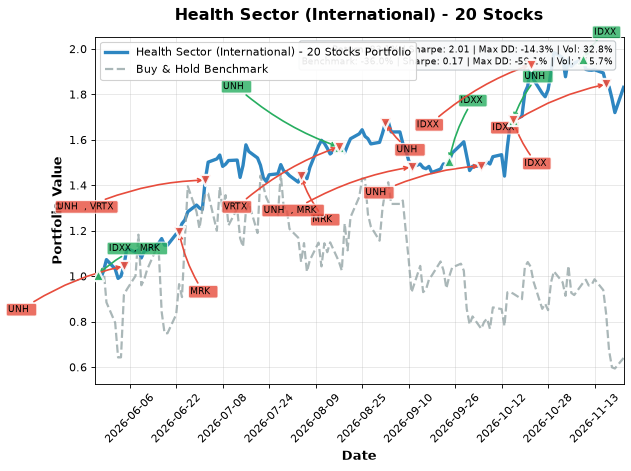 Health Sector (International) - 20 Stocks
IDXX
Health Sector (International) - 20 Stocks Portfolio
Buy & Hold Benchmark
Sharpe: 2.01 | Max DD: -14.3% | Vol: 32.8%
Sharpe: 0.17 | Max DD:
UNH
UNH
IDXX
IDXX
IDXX
UNH
IDXX
UNH
UNH , VRTX
VRTX
UNH , MRK
MRK
IDXX , MRK
MRK
UNH
Portfolio Value
2.0
1.8
1.6
1.4
1.2
1.0
0.8
0.6
2026-06-06
2026-06-22
2026-07-08
2026-07-24
2026-08-09
2026-08-25
2026-09-10
2026-09-26
2026-10-12
2026-10-28
2026-11-13
Date